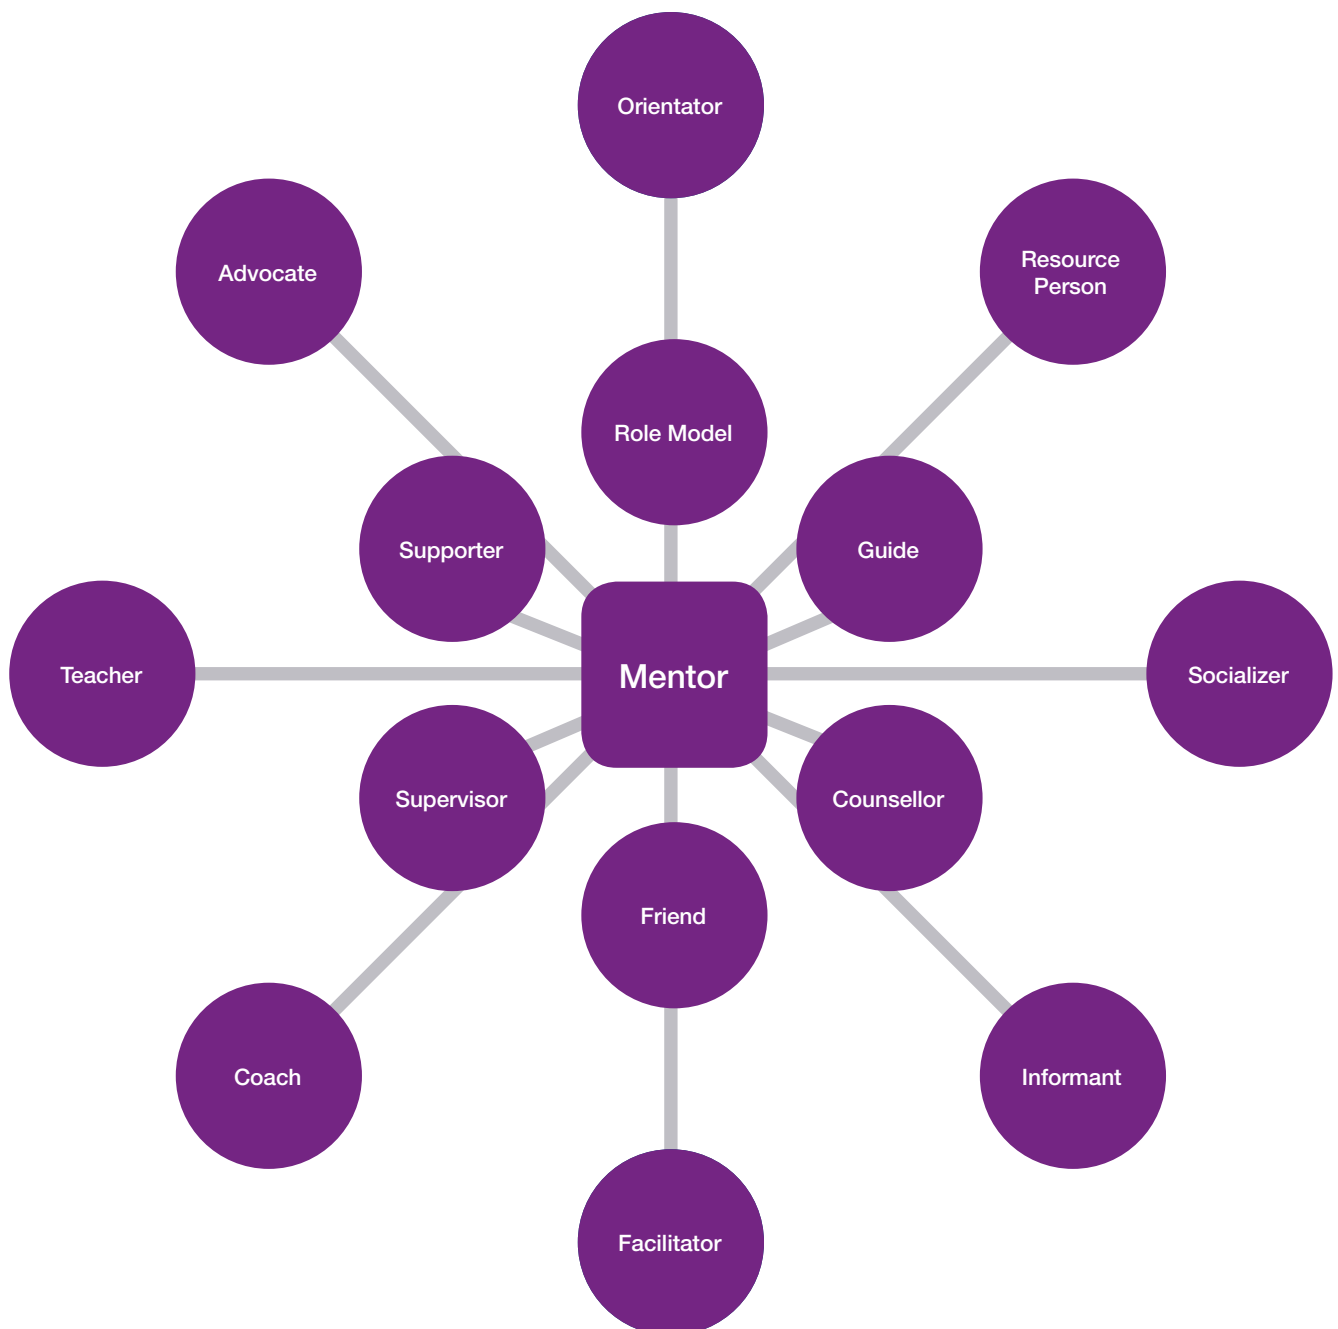 Orientator
Advocate
Resource
Person
Role Model
Supporter
Guide
Teacher
Mentor
Socializer
Supervisor
Counsellor
Friend
Coach
Informant
Facilitator